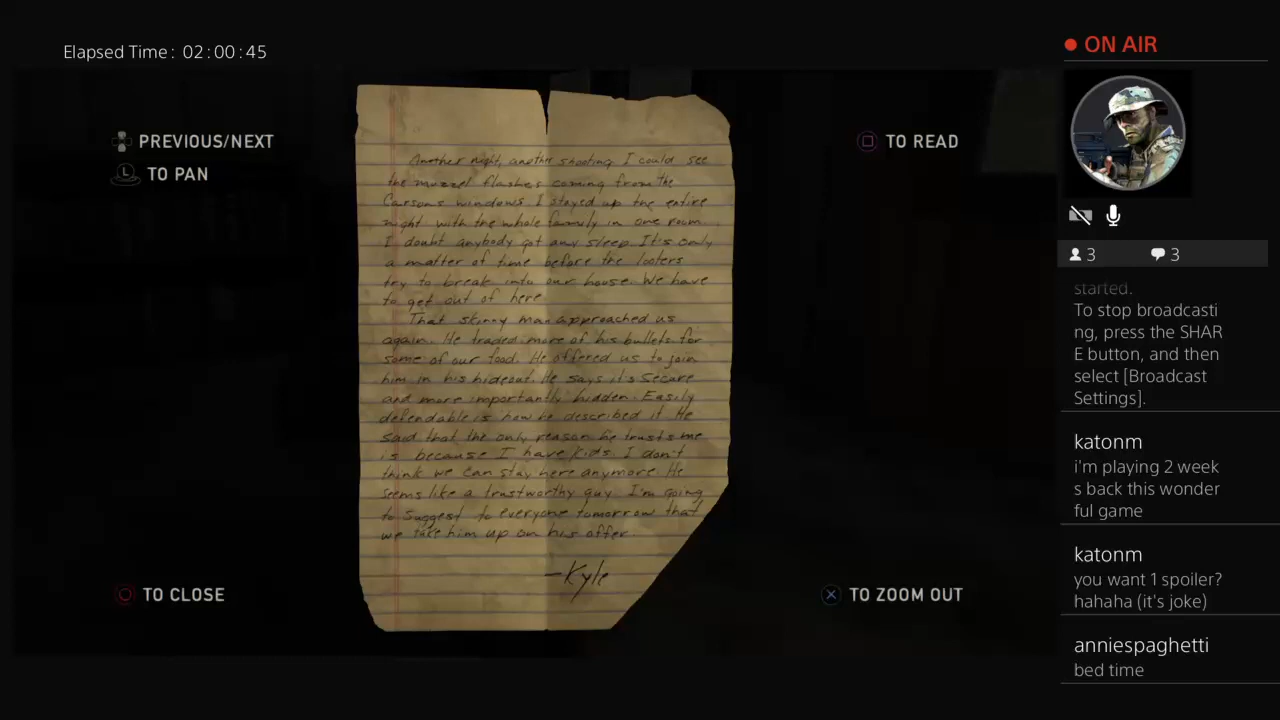 Elapsed Time: 02:00:45
ON AIR
PREVIOUS/NEXT
TO PAN
TO READ
Another night, another shooting. I could see
the muzzel flashes coming from the
Carsons windows. I stayed up the entire
night with the whole family in one room.
I doubt anybody got any sleep. It's only
a matter of time before the looters
try to break into our house. We have
to get out of here.
That skinny man approached us
again. He traded more of his bullets for
some of our food. He offered us to join
him in his hideout. He says it's secure
and more importantly hidden. Easily
defendable is how he described it. He
said that the only reason he trusts me
is because I have kids. I don't
think we can stay here anymore. He
seems like a trustworthy guy. I'm going
to suggest to everyone tomorrow that
we take him up on his offer.
-Kyle
TO CLOSE
TO ZOOM OUT
3
3
started.
To stop broadcasti
ng, press the SHAR
E button, and then
select [Broadcast
Settings].
katonm
i'm playing 2 week
s back this wonder
ful game
katonm
you want 1 spoiler?
hahaha (it's joke)
anniespaghetti
bed time